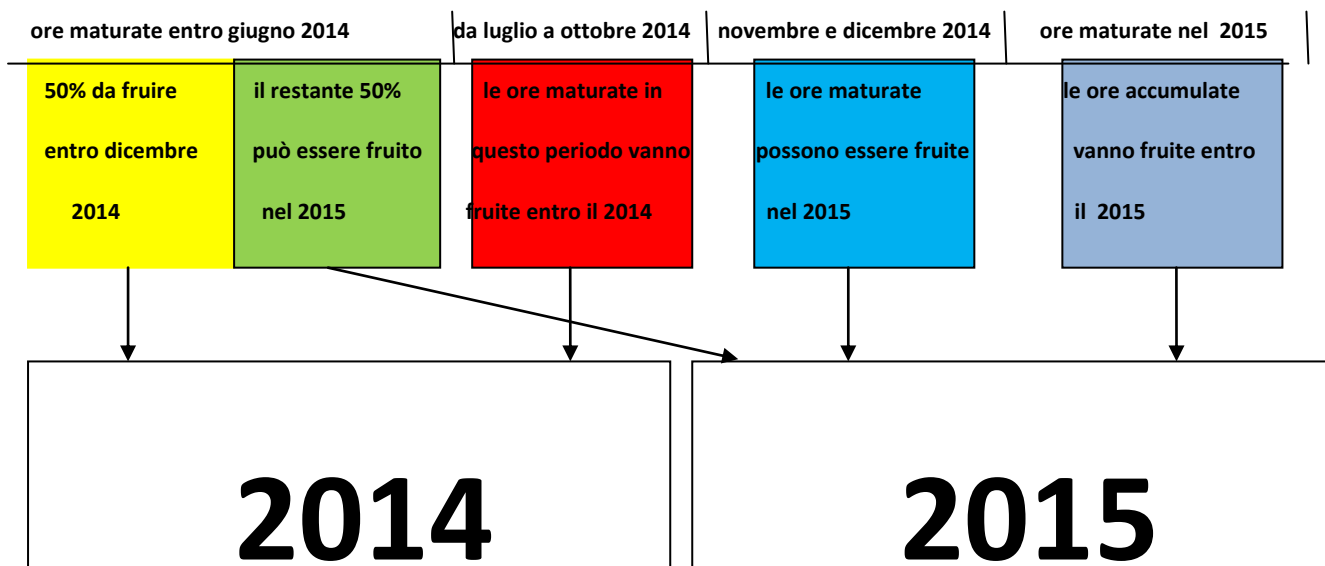 ore maturate entro giugno 2014
da luglio a ottobre 2014
novembre e dicembre 2014
ore maturate nel 2015
50% da fruire
entro dicembre
2014
il restante 50%
può essere fruito
nel 2015
le ore maturate in
questo periodo vanno
fruite entro il 2014
le ore maturate
possono essere fruite
nel 2015
le ore accumulate
vanno fruite entro
il 2015
2014
2015